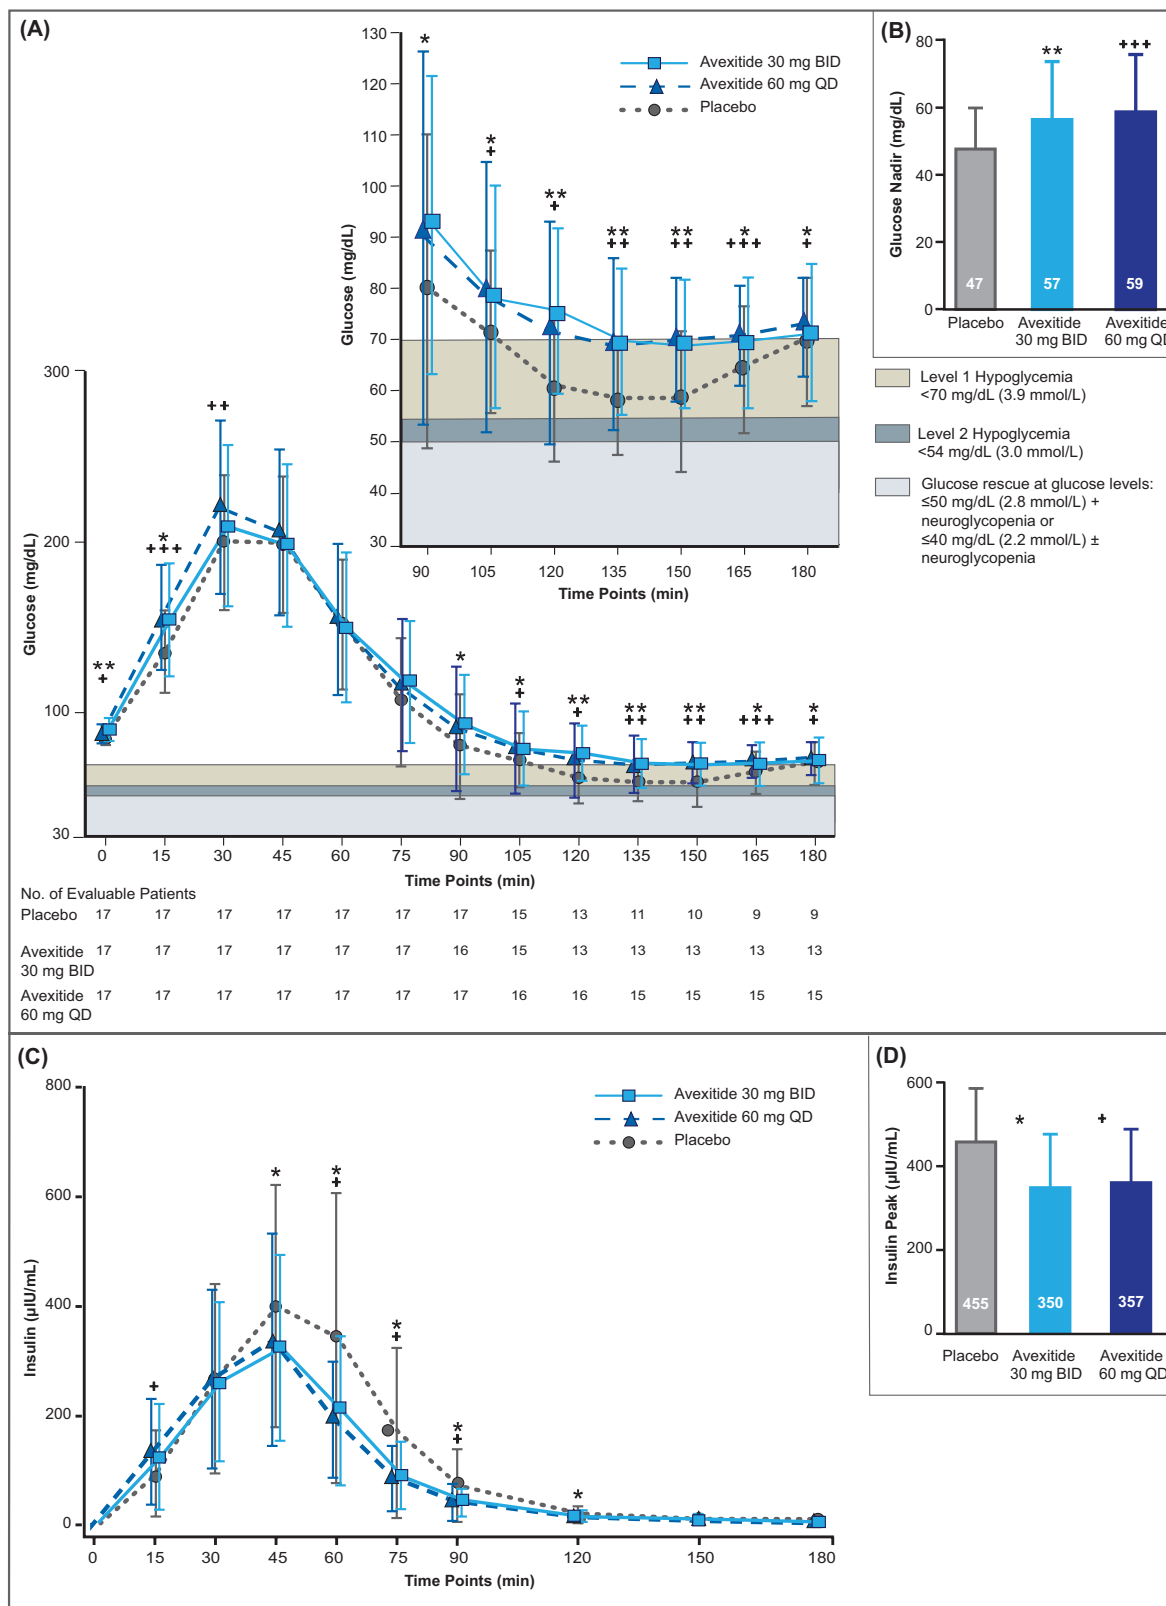 (A)
130
120
110
100
90
80
70
60
50
40
30
Glucose (mg/dL)
Avexitide 30 mg BID
Avexitide 60 mg QD
Placebo
*
*
+
**
+
**
++
**
++
*
+++
*
+
90 105 120 135 150 165 180
Time Points (min)
300
200
100
30
Glucose (mg/dL)
**
+
*
+++
++
*
*
+
**
+
**
++
**
++
*
+++
*
+
0 15 30 45 60 75 90 105 120 135 150 165 180
Time Points (min)
No. of Evaluable Patients
Placebo 17 17 17 17 17 17 17 15 13 11 10 9 9
Avexitide 17 17 17 17 17 17 16 15 13 13 13 13 13
30 mg BID
Avexitide 17 17 17 17 17 17 17 16 16 15 15 15 15
60 mg QD
(B)
80
60
40
20
0
Glucose Nadir (mg/dL)
**
+++
47 57 59
Placebo Avexitide Avexitide
30 mg BID 60 mg QD
Level 1 Hypoglycemia
<70 mg/dL (3.9 mmol/L)
Level 2 Hypoglycemia
<54 mg/dL (3.0 mmol/L)
Glucose rescue at glucose levels:
≤50 mg/dL (2.8 mmol/L) +
neuroglycopenia or
≤40 mg/dL (2.2 mmol/L) ±
neuroglycopenia
(C)
800
600
400
200
0
Insulin (µIU/mL)
Avexitide 30 mg BID
Avexitide 60 mg QD
Placebo
+
*
*
+
*
+
*
+
*
0 15 30 45 60 75 90 120 150 180
Time Points (min)
(D)
600
400
200
0
Insulin Peak (µIU/mL)
*
+
455 350 357
Placebo Avexitide Avexitide
30 mg BID 60 mg QD